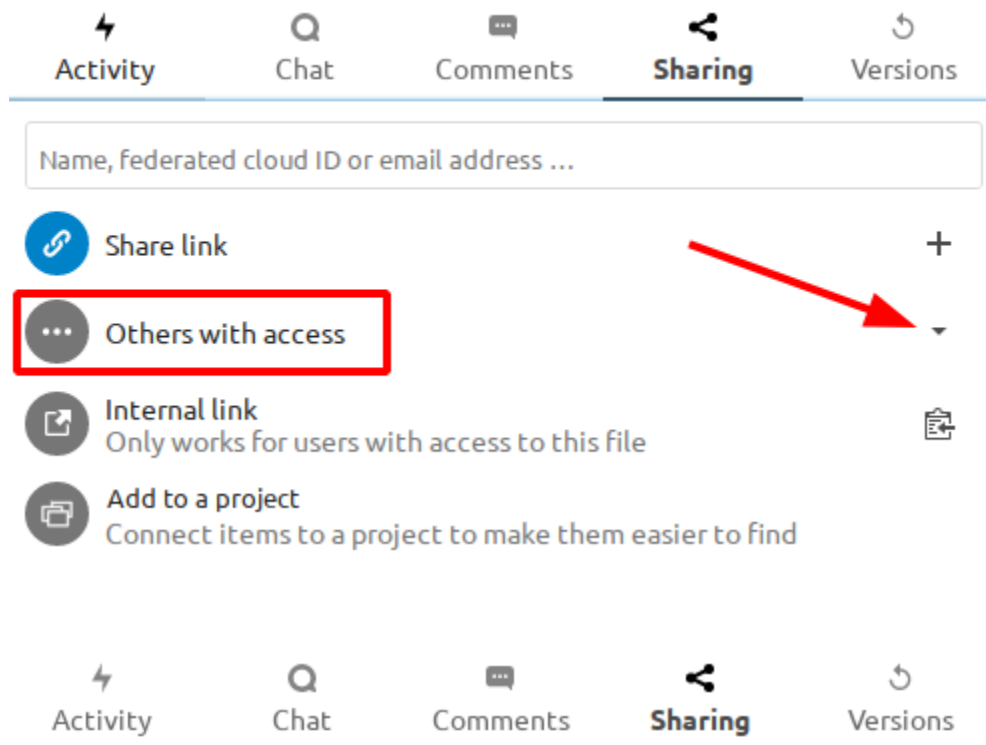 Activity Chat Comments Sharing Versions
Name, federated cloud ID or email address …
Share link
Others with access
Internal link
Only works for users with access to this file
Add to a project
Connect items to a project to make them easier to find
Activity Chat Comments Sharing Versions